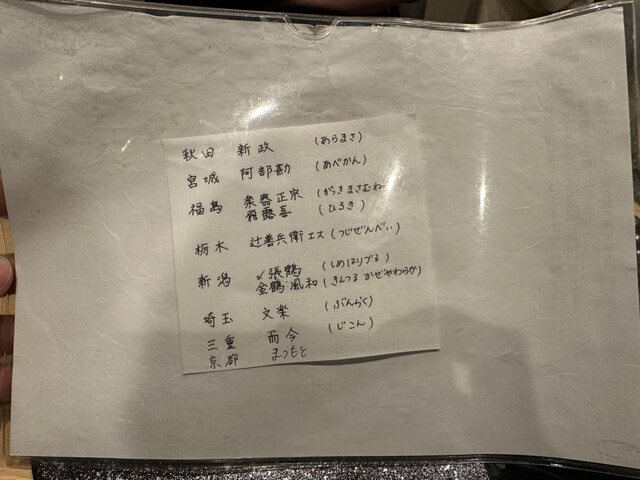 秋田 新政 (あらまさ)
宮城 阿部勘 (あべかん)
福島 楽器正宗 (がっきまさむね)
飛露喜 (ひろき)
栃木 辻善兵衛 エス (つじぜんべい)
新潟 〆張鶴 (しめはりづる)
金鶴 風和 (きんつる かぜやわらか)
埼玉 文楽 (ぶんらく)
三重 而今 (じこん)
京都 まつもと